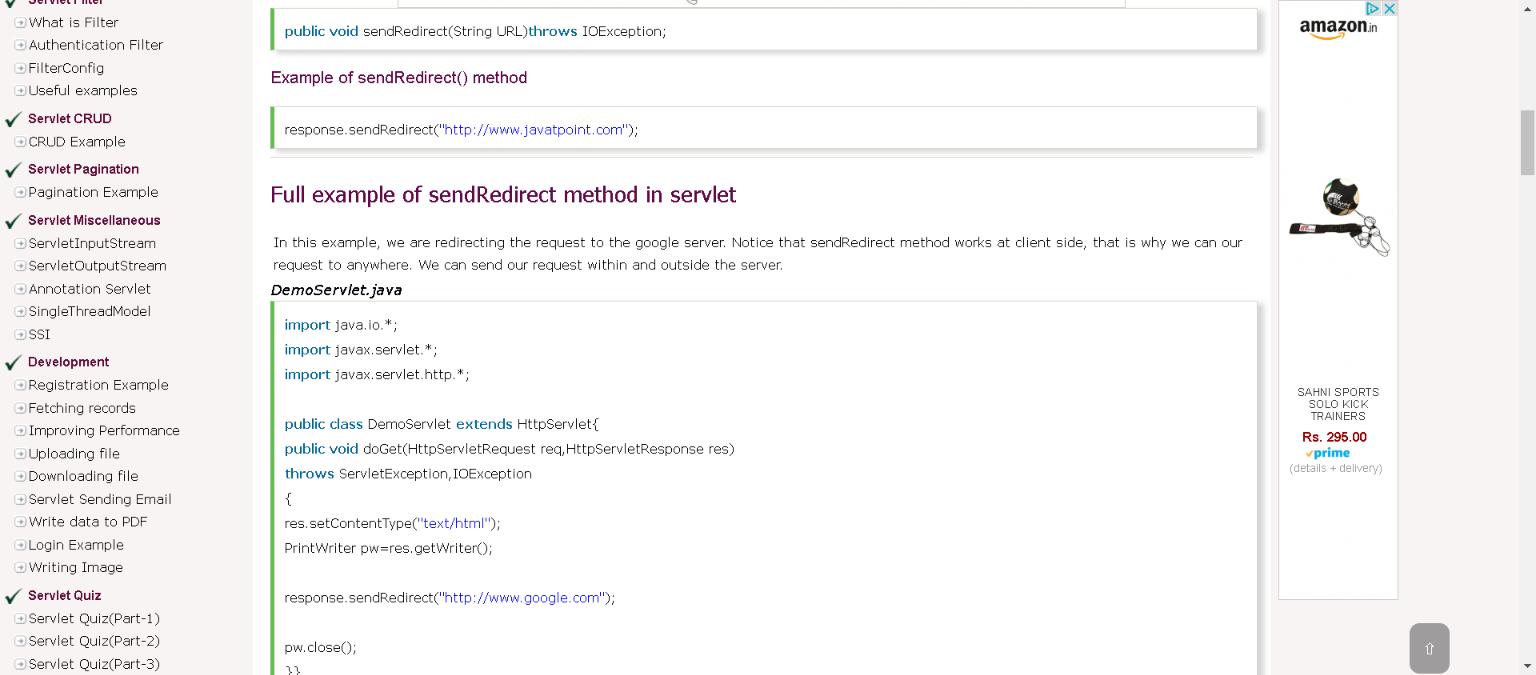 Servlet Filter
What is Filter
Authentication Filter
FilterConfig
Useful examples
Servlet CRUD
CRUD Example
Servlet Pagination
Pagination Example
Servlet Miscellaneous
ServletInputStream
ServletOutputStream
Annotation Servlet
SingleThreadModel
SSI
Development
Registration Example
Fetching records
Improving Performance
Uploading file
Downloading file
Servlet Sending Email
Write data to PDF
Login Example
Writing Image
Servlet Quiz
Servlet Quiz(Part-1)
Servlet Quiz(Part-2)
Servlet Quiz(Part-3)
public void sendRedirect(String URL)throws IOException;
Example of sendRedirect() method
response.sendRedirect("http://www.javatpoint.com");
Full example of sendRedirect method in servlet
In this example, we are redirecting the request to the google server. Notice that sendRedirect method works at client side, that is why we can our
request to anywhere. We can send our request within and outside the server.
DemoServlet.java
import java.io.*;
import javax.servlet.*;
import javax.servlet.http.*;
public class DemoServlet extends HttpServlet{
public void doGet(HttpServletRequest req,HttpServletResponse res)
throws ServletException,IOException
{
res.setContentType("text/html");
PrintWriter pw=res.getWriter();
response.sendRedirect("http://www.google.com");
pw.close();
}}
amazon.in
SAHNI SPORTS
SOLO KICK
TRAINERS
Rs. 295.00
prime
(details + delivery)